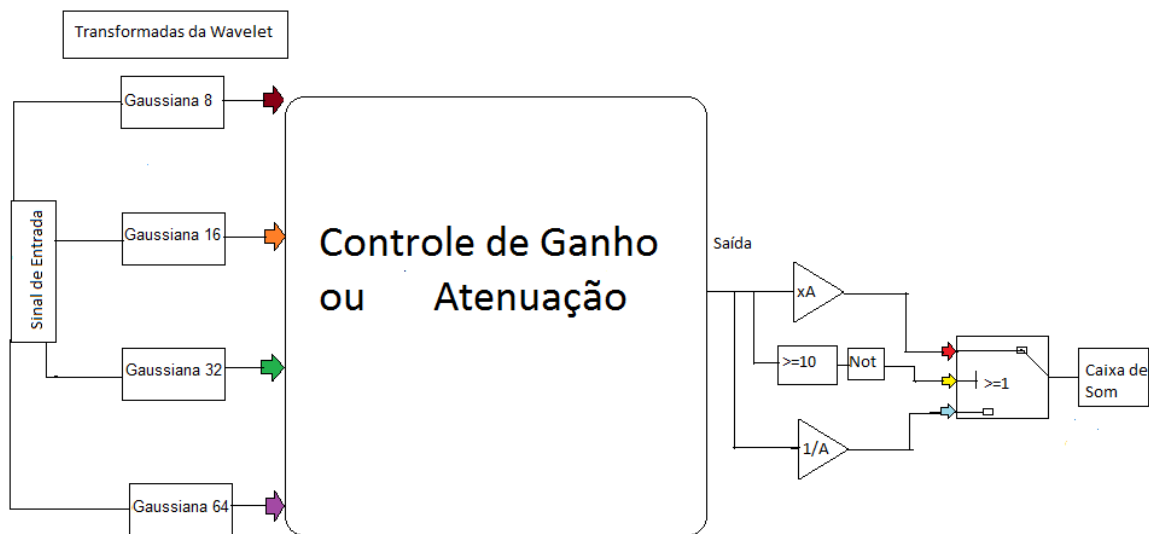 Transformadas da Wavelet
Gaussiana 8
Sinal de Entrada
Gaussiana 16
Gaussiana 32
Gaussiana 64
Controle de Ganho
ou Atenuação
Saída
xA
>=10
Not
1/A
>=1
Caixa de
Som